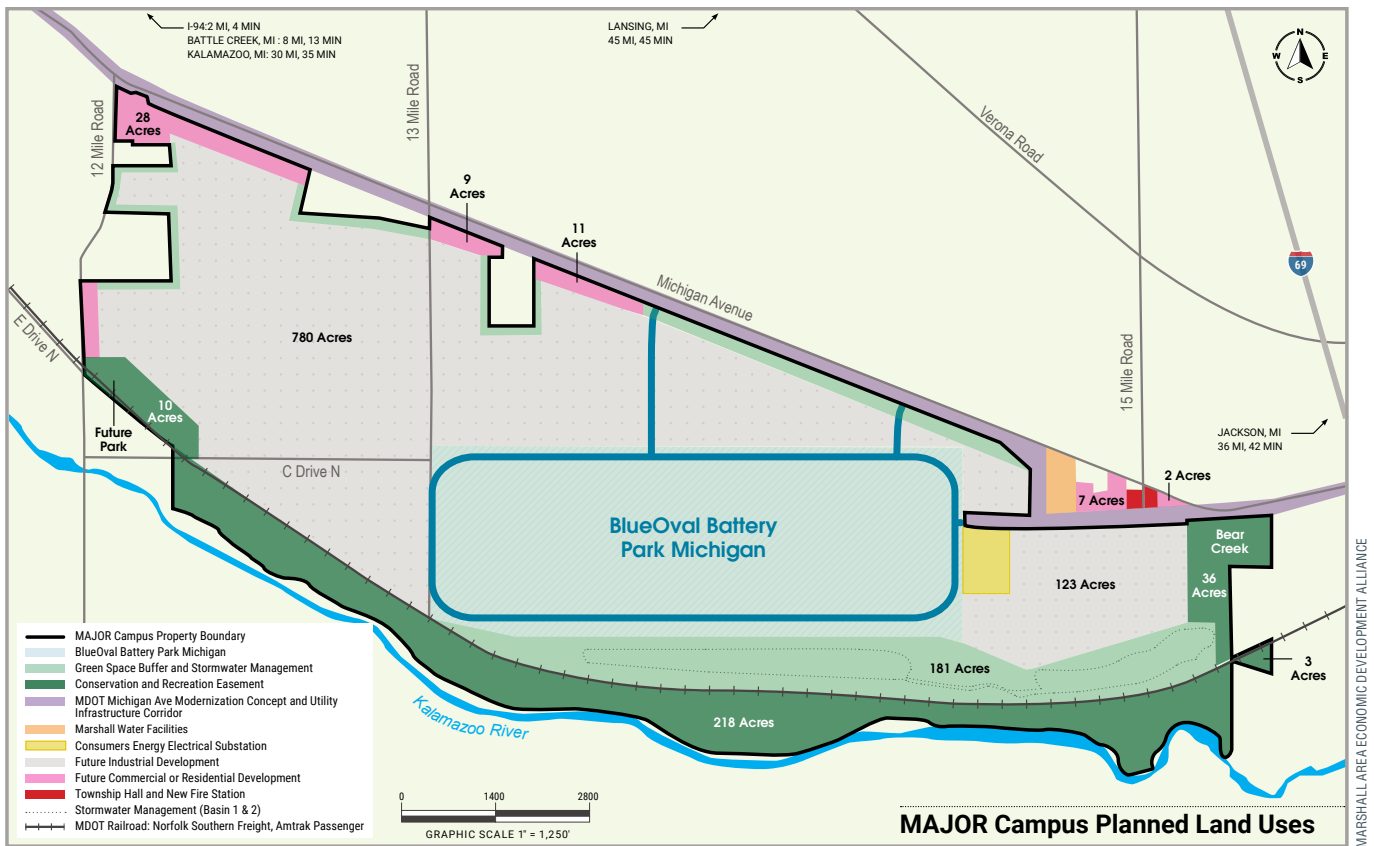 I-94:2 MI, 4 MIN
BATTLE CREEK, MI : 8 MI, 13 MIN
KALAMAZOO, MI: 30 MI, 35 MIN
LANSING, MI
45 MI, 45 MIN
N
W
E
S
12 Mile Road
13 Mile Road
Verona Road
28
Acres
9
Acres
11
Acres
69
Michigan Avenue
E Drive N
780 Acres
15 Mile Road
10
Acres
Future
Park
JACKSON, MI
36 MI, 42 MIN
C Drive N
2 Acres
7 Acres
BlueOval Battery
Park Michigan
Bear
Creek
36
Acres
123 Acres
181 Acres
3
Acres
218 Acres
Kalamazoo River
MAJOR Campus Property Boundary
BlueOval Battery Park Michigan
Green Space Buffer and Stormwater Management
Conservation and Recreation Easement
MDOT Michigan Ave Modernization Concept and Utility
Infrastructure Corridor
Marshall Water Facilities
Consumers Energy Electrical Substation
Future Industrial Development
Future Commercial or Residential Development
Township Hall and New Fire Station
Stormwater Management (Basin 1 & 2)
MDOT Railroad: Norfolk Southern Freight, Amtrak Passenger
0
1400
2800
GRAPHIC SCALE 1" = 1,250'
MAJOR Campus Planned Land Uses
MARSHALL AREA ECONOMIC DEVELOPMENT ALLIANCE